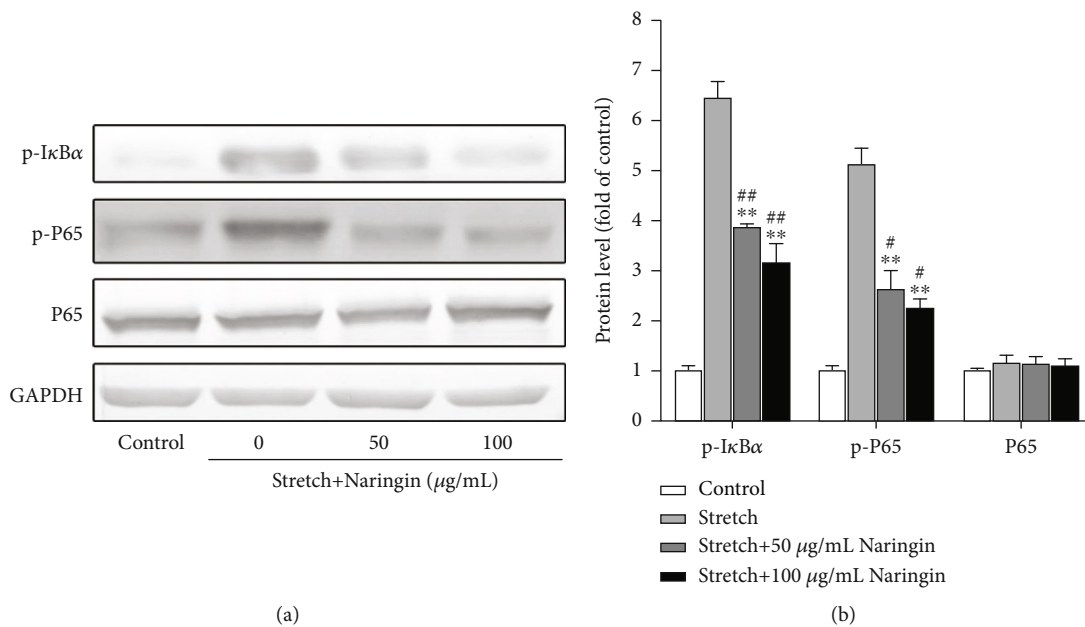 p-IκBα
p-P65
P65
GAPDH
Control 0 50 100
Stretch+Naringin (μg/mL)
(a)
Protein level (fold of control)
8
7
6
5
4
3
2
1
0
##
**
##
**
#
**
#
**
p-IκBα p-P65 P65
Control
Stretch
Stretch+50 μg/mL Naringin
Stretch+100 μg/mL Naringin
(b)